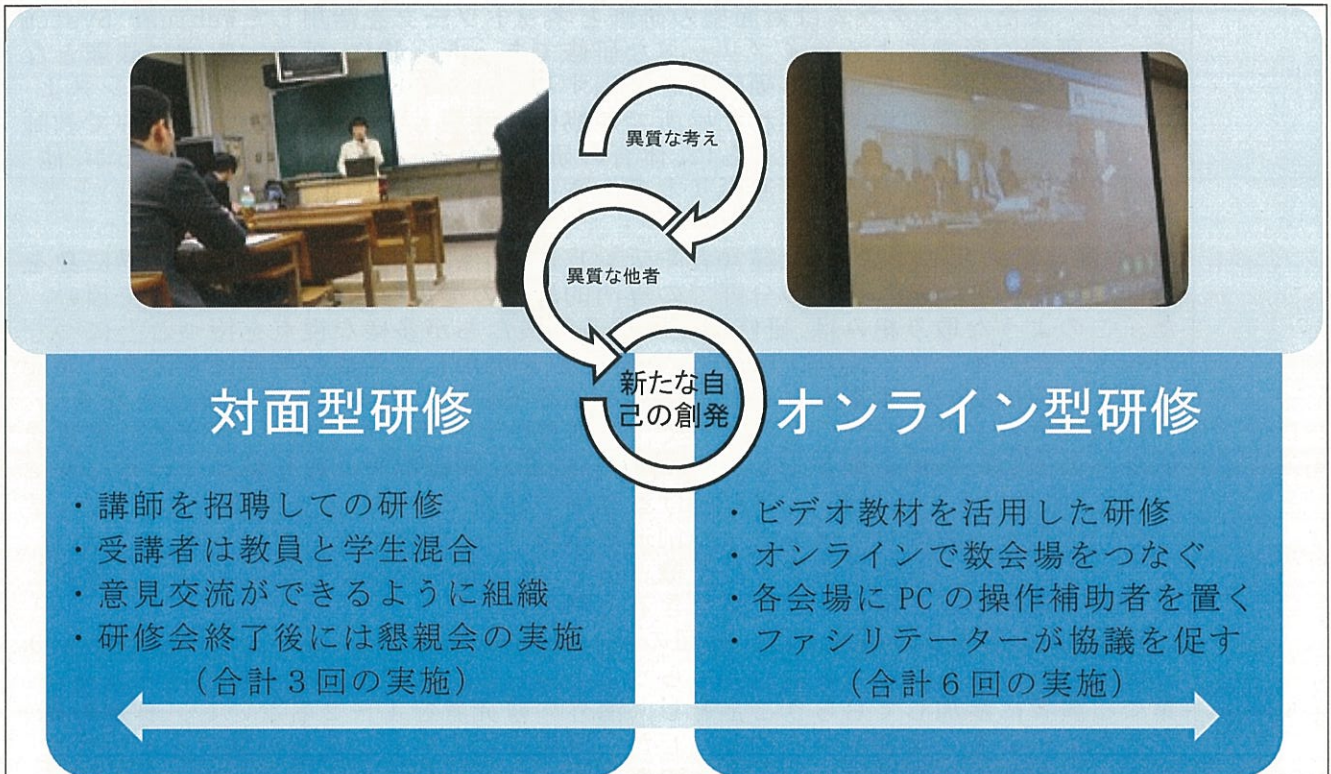 異質な考え
異質な他者
新たな自
己の創発
対面型研修
・講師を招聘しての研修
・受講者は教員と学生混合
・意見交流ができるように組織
・研修会終了後には懇親会の実施
(合計3回の実施)
オンライン型研修
・ビデオ教材を活用した研修
・オンラインで数会場をつなぐ
・各会場に PC の操作補助者を置く
・ファシリテーターが協議を促す
(合計6回の実施)